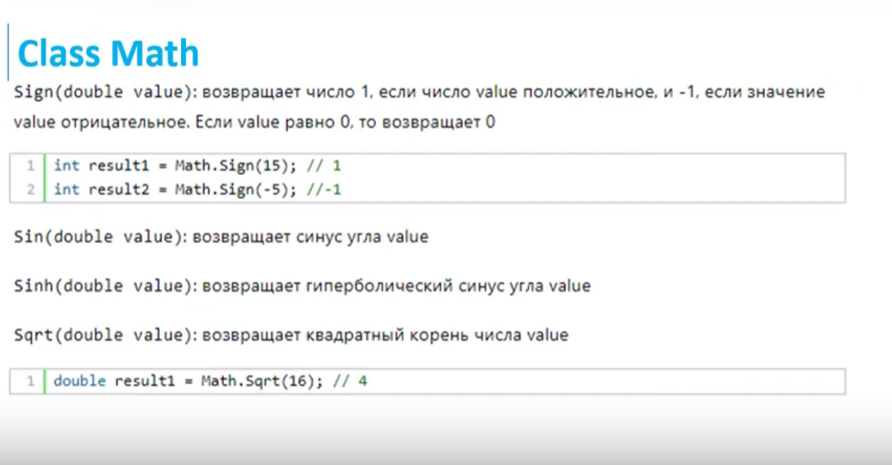 Class Math
Sign(double value): возвращает число 1, если число value положительное, и -1, если значение
value отрицательное. Если value равно 0, то возвращает 0
1 int result1 = Math.Sign(15); // 1
2 int result2 = Math.Sign(-5); //-1
Sin(double value): возвращает синус угла value
Sinh(double value): возвращает гиперболический синус угла value
Sqrt(double value): возвращает квадратный корень числа value
1 double result1 = Math.Sqrt(16); // 4